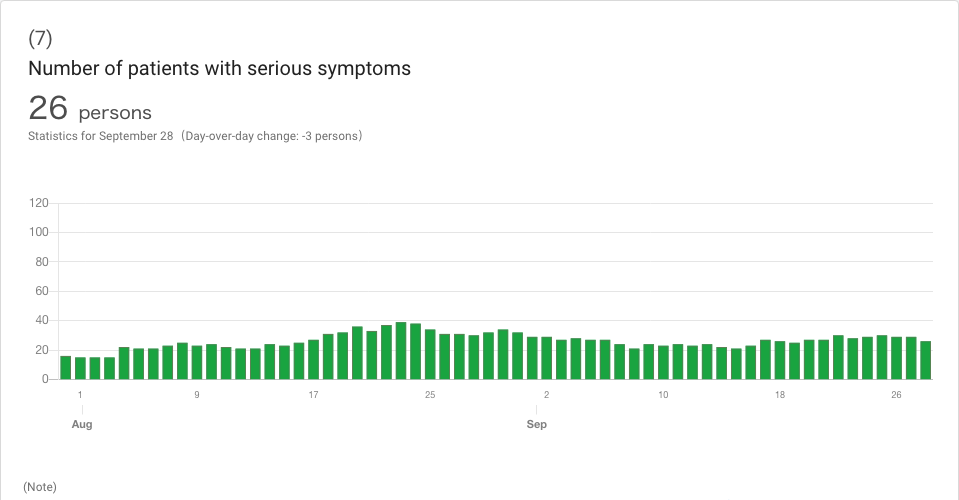 (7)
Number of patients with serious symptoms
26 persons
Statistics for September 28 (Day-over-day change: -3 persons)
120
100
80
60
40
20
0
1 9 17 25 2 10 18 26
Aug Sep
(Note)